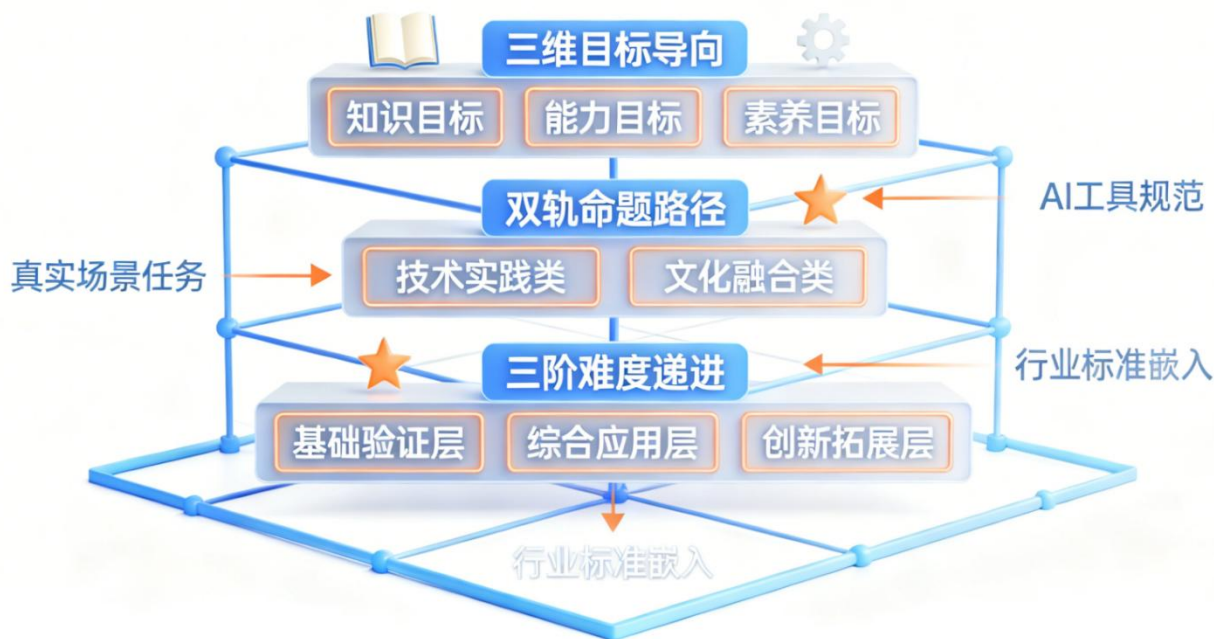 三维目标导向
知识目标 能力目标 素养目标
双轨命题路径
AI工具规范
真实场景任务
技术实践类 文化融合类
三阶难度递进
行业标准嵌入
基础验证层 综合应用层 创新拓展层
行业标准嵌入